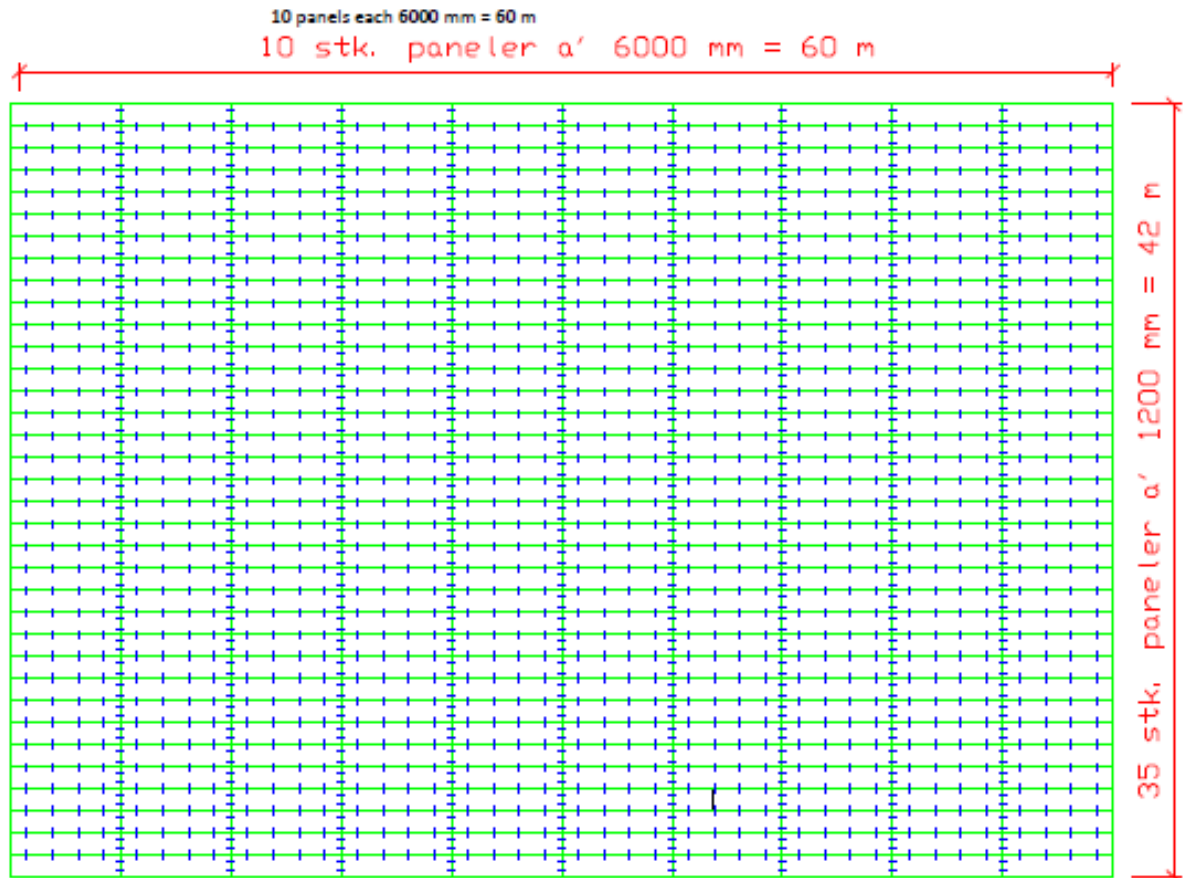 10 panels each 6000 mm = 60 m
10 stk. paneler a' 6000 mm = 60 m
35 stk. paneler a' 1200 mm = 42 m